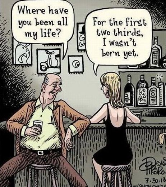 Where have
you been all
my life?
For the first
two thirds,
I wasn't
born yet.